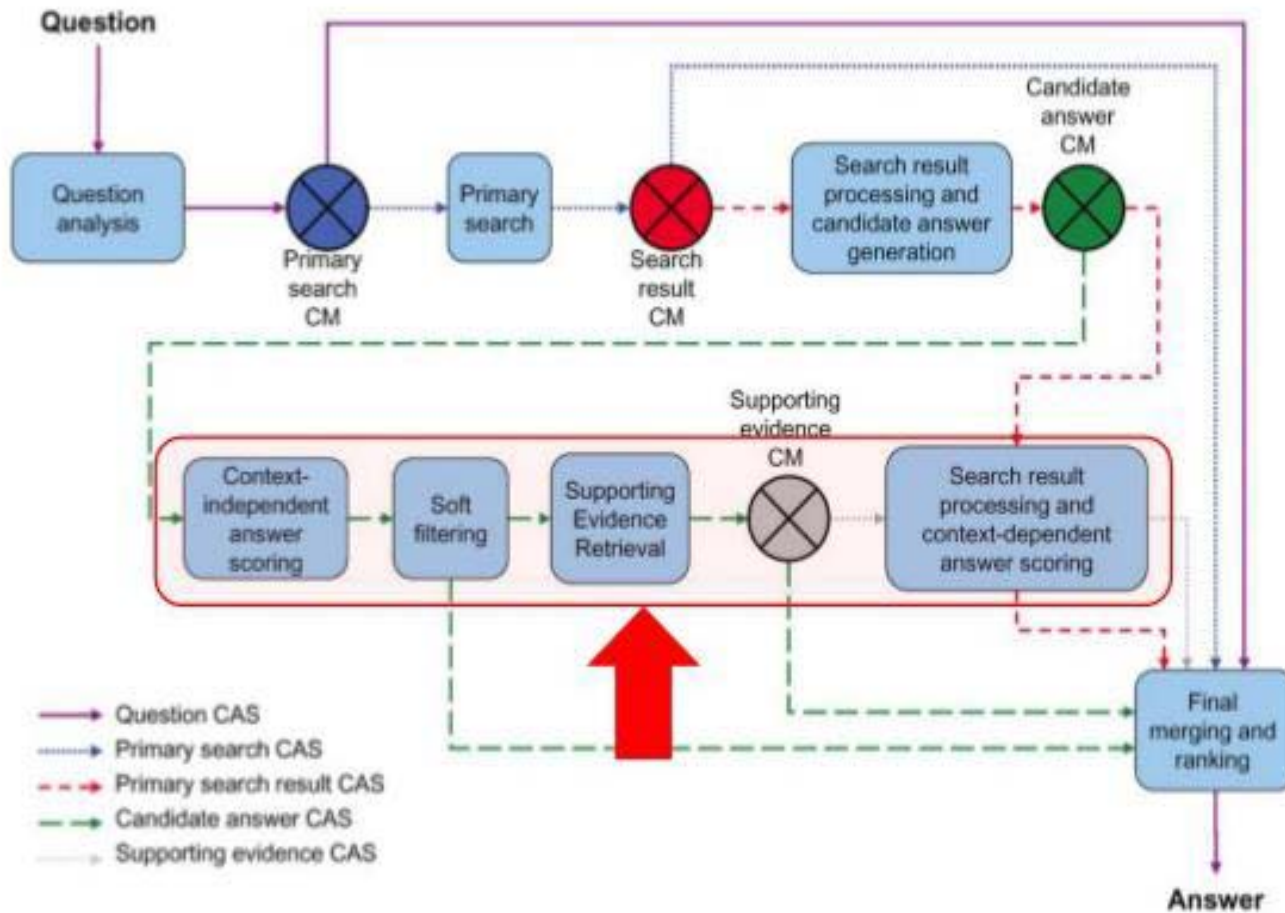 Question
Question
analysis
Primary
search
CM
Primary
search
Search
result
CM
Search result
processing and
candidate answer
generation
Candidate
answer
CM
Context-
independent
answer
scoring
Soft
filtering
Supporting
Evidence
Retrieval
Supporting
evidence
CM
Search result
processing and
context-dependent
answer scoring
Final
merging and
ranking
Question CAS
Primary search CAS
Primary search result CAS
Candidate answer CAS
Supporting evidence CAS
Answer